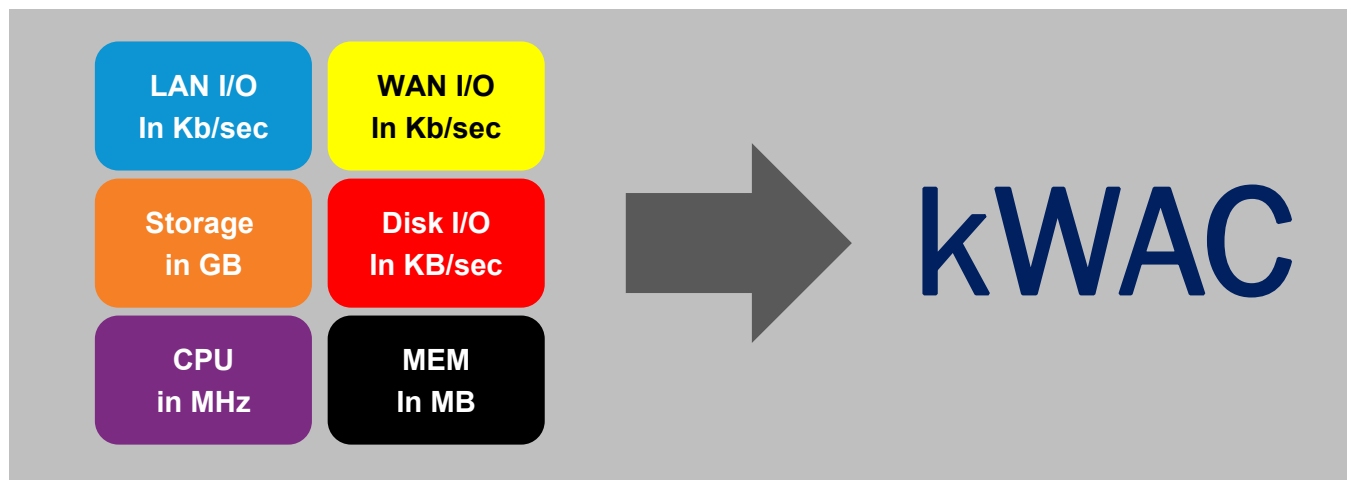 LAN I/O
In Kb/sec
WAN I/O
In Kb/sec
Storage
in GB
Disk I/O
In KB/sec
CPU
in MHz
MEM
In MB
kWAC